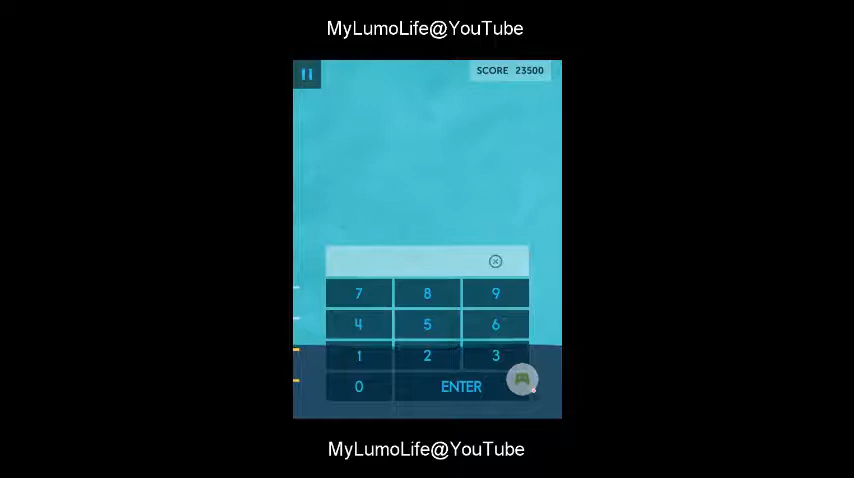 MyLumoLife@YouTube
SCORE 23500
7 8 9
4 5 6
1 2 3
0 ENTER
MyLumoLife@YouTube